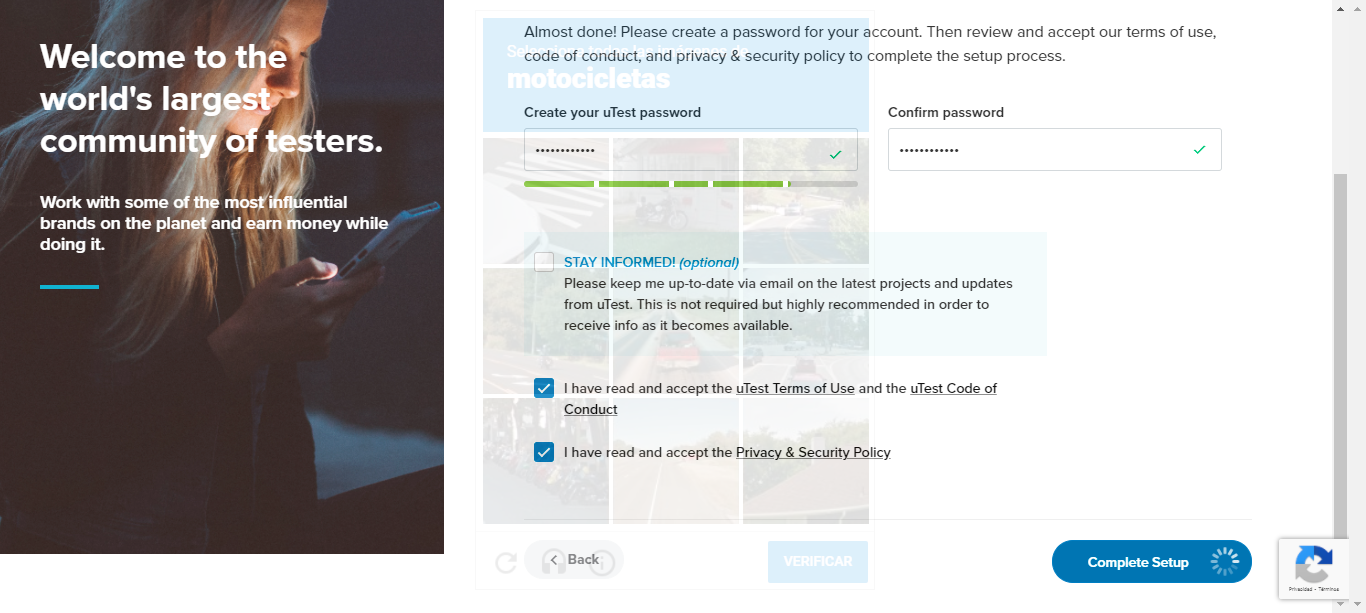 Welcome to the
world's largest
community of testers.
Work with some of the most influential
brands on the planet and earn money while
doing it.
Almost done! Please create a password for your account. Then review and accept our terms of use,
code of conduct, and privacy & security policy to complete the setup process.
Selecciona todas las imágenes de
motocicletas
Create your uTest password
Confirm password
STAY INFORMED! (optional)
Please keep me up-to-date via email on the latest projects and updates
from uTest. This is not required but highly recommended in order to
receive info as it becomes available.
I have read and accept the uTest Terms of Use and the uTest Code of
Conduct
I have read and accept the Privacy & Security Policy
Back
VERIFICAR
Complete Setup
Privacidad - Términos